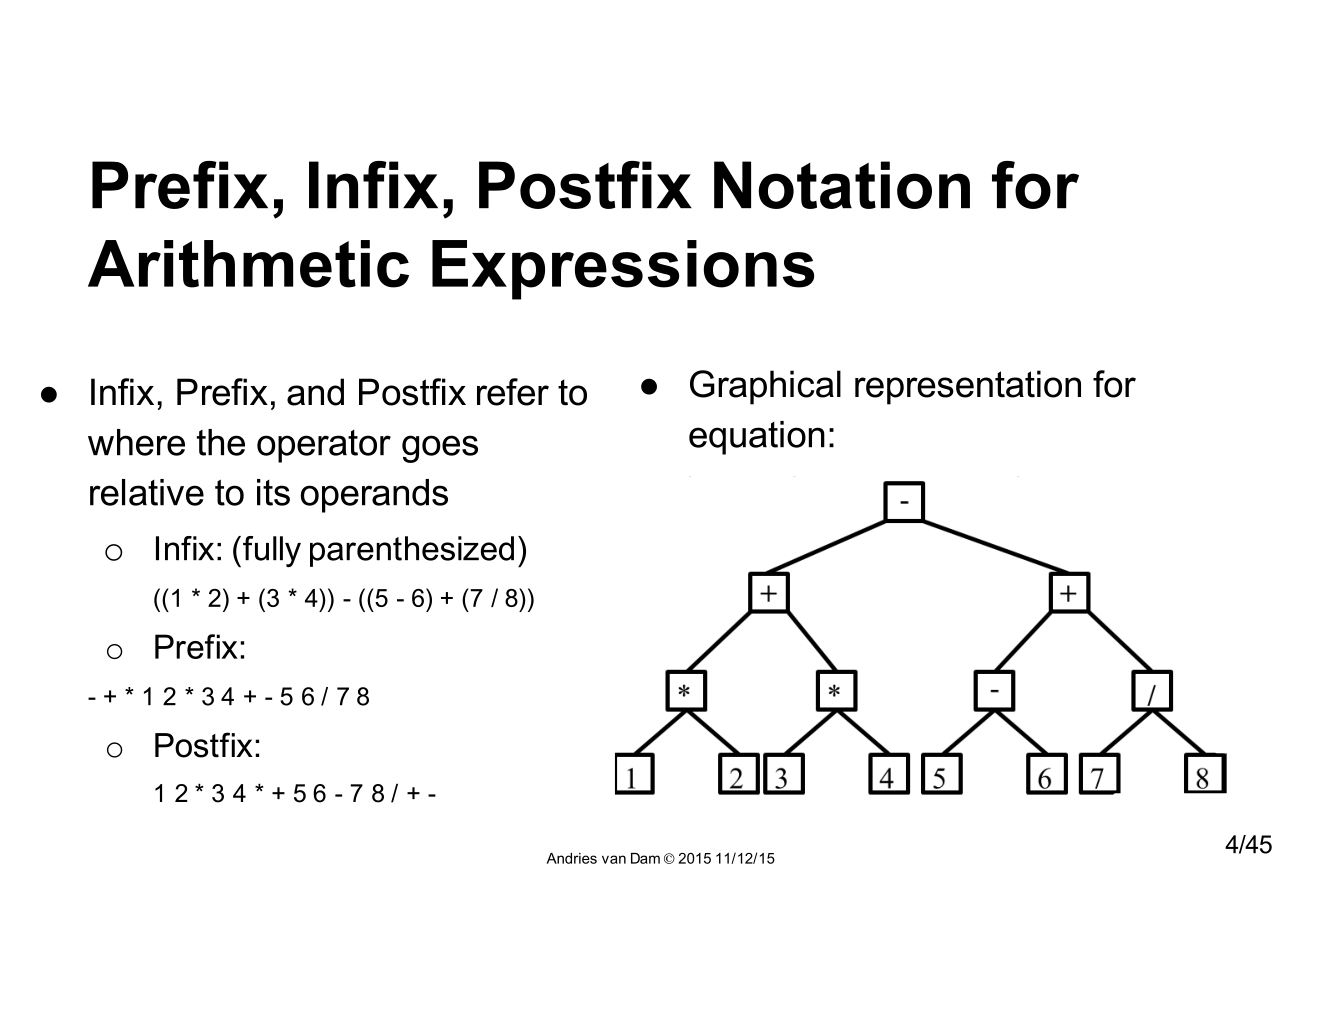 Prefix, Infix, Postfix Notation for
Arithmetic Expressions
● Infix, Prefix, and Postfix refer to
where the operator goes
relative to its operands
○ Infix: (fully parenthesized)
((1 * 2) + (3 * 4)) - ((5 - 6) + (7 / 8))
○ Prefix:
- + * 1 2 * 3 4 + - 5 6 / 7 8
○ Postfix:
1 2 * 3 4 * + 5 6 - 7 8 / + -
● Graphical representation for
equation:
-
+ +
* * - /
1 2 3 4 5 6 7 8
Andries van Dam © 2015 11/12/15
4/45